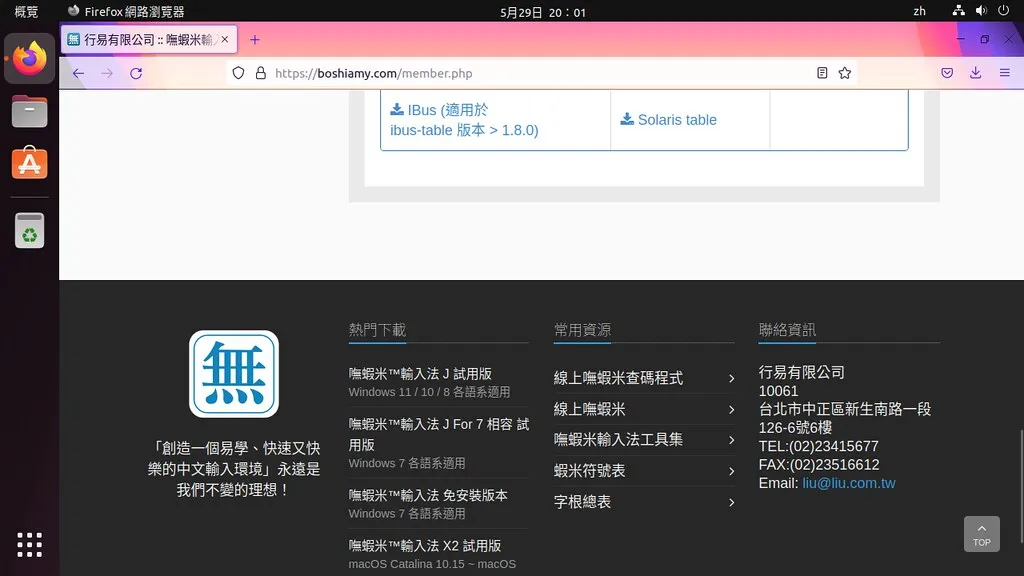 概覽
Firefox 網路瀏覽器
5月29日 20：01
zh
行易有限公司 :: 嘸蝦米輸
https://boshiamy.com/member.php
IBus (適用於
ibus-table 版本 > 1.8.0)
Solaris table
無
「創造一個易學、快速又快
樂的中文輸入環境」永遠是
我們不變的理想！
熱門下載
嘸蝦米™輸入法 J 試用版
Windows 11 / 10 / 8 各語系適用
嘸蝦米™輸入法 J For 7 相容 試
用版
Windows 7 各語系適用
嘸蝦米™輸入法 免安裝版本
Windows 7 各語系適用
嘸蝦米™輸入法 X2 試用版
macOS Catalina 10.15 ~ macOS
常用資源
線上嘸蝦米查碼程式
線上嘸蝦米
嘸蝦米輸入法工具集
蝦米符號表
字根總表
聯絡資訊
行易有限公司
10061
台北市中正區新生南路一段
126-6號6樓
TEL:(02)23415677
FAX:(02)23516612
Email: liu@liu.com.tw
TOP